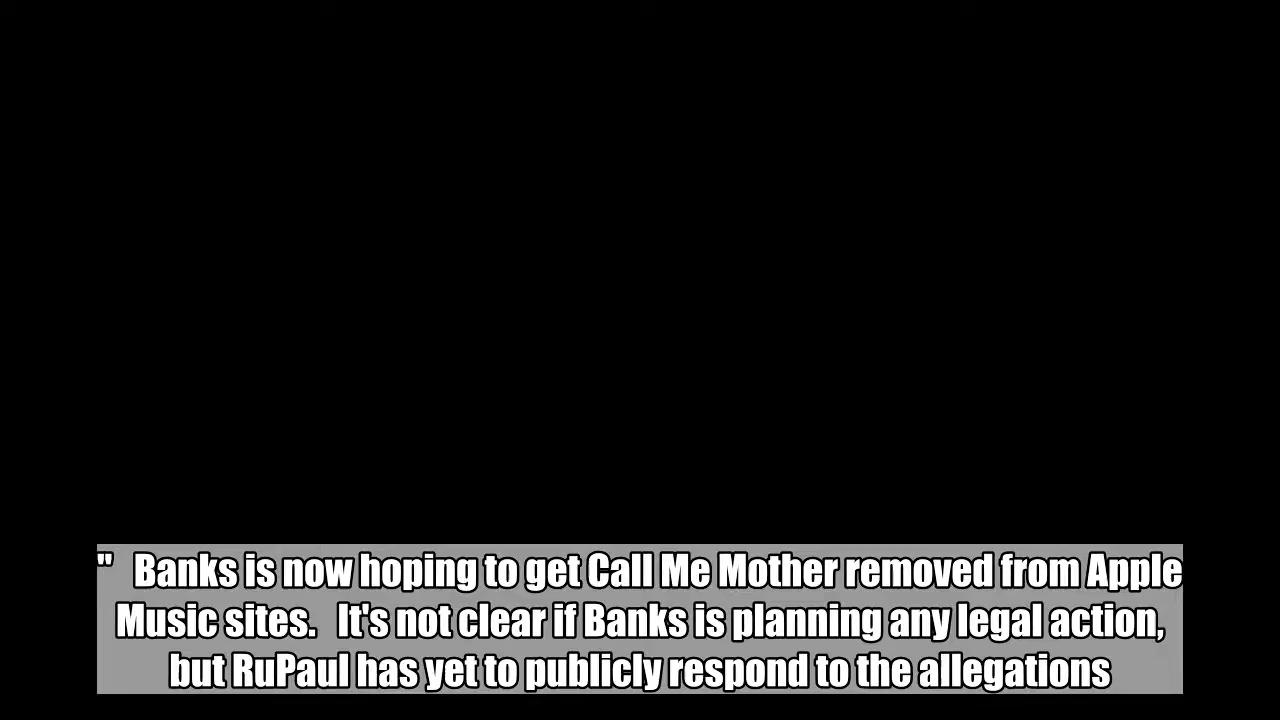 " Banks is now hoping to get Call Me Mother removed from Apple
Music sites. It's not clear if Banks is planning any legal action,
but RuPaul has yet to publicly respond to the allegations